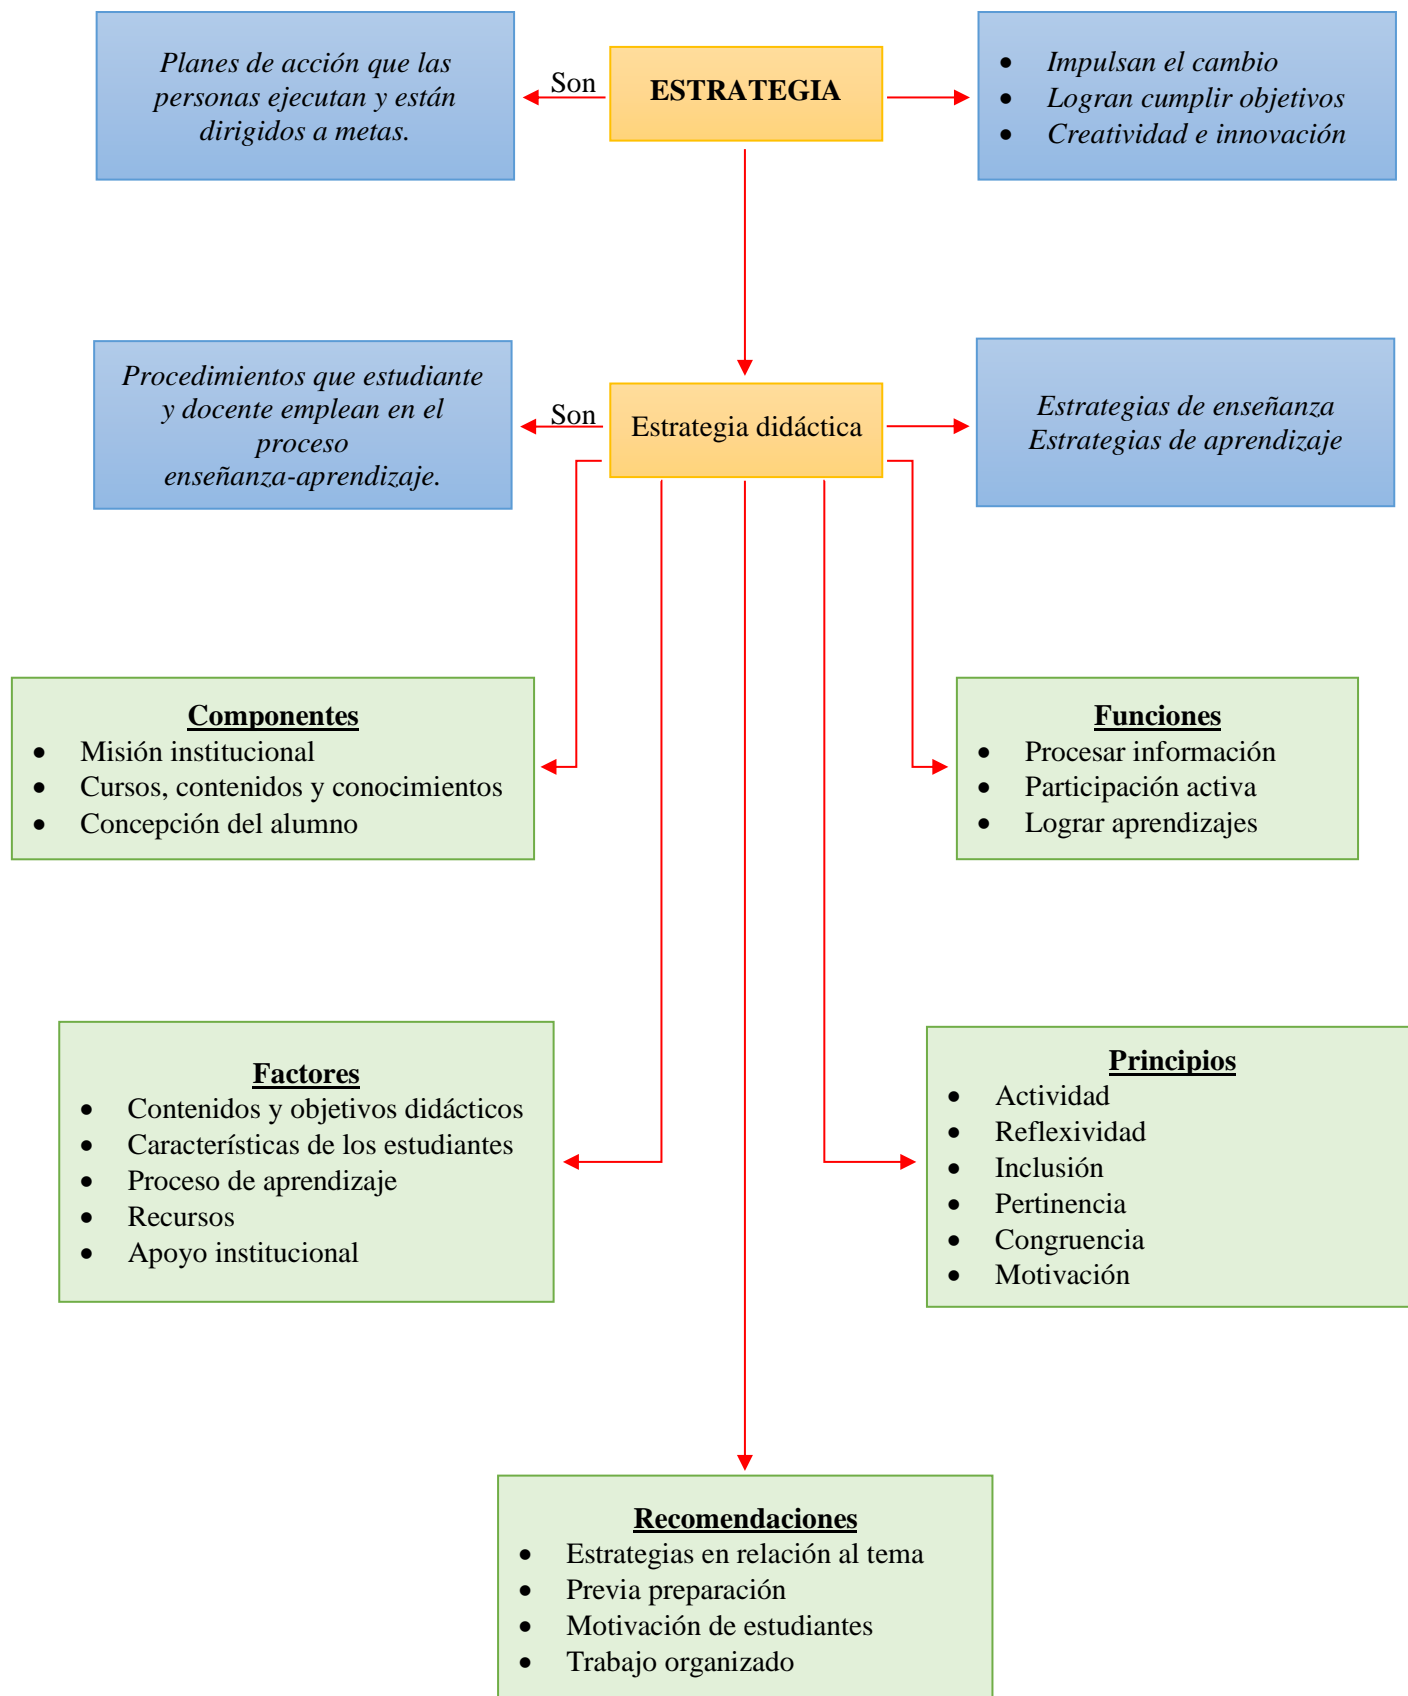 Planes de acción que las
personas ejecutan y están
dirigidos a metas.
Son
ESTRATEGIA
• Impulsan el cambio
• Logran cumplir objetivos
• Creatividad e innovación
Procedimientos que estudiante
y docente emplean en el
proceso
enseñanza-aprendizaje.
Son
Estrategia didáctica
Estrategias de enseñanza
Estrategias de aprendizaje
Componentes
• Misión institucional
• Cursos, contenidos y conocimientos
• Concepción del alumno
Funciones
• Procesar información
• Participación activa
• Lograr aprendizajes
Factores
• Contenidos y objetivos didácticos
• Características de los estudiantes
• Proceso de aprendizaje
• Recursos
• Apoyo institucional
Principios
• Actividad
• Reflexividad
• Inclusión
• Pertinencia
• Congruencia
• Motivación
Recomendaciones
• Estrategias en relación al tema
• Previa preparación
• Motivación de estudiantes
• Trabajo organizado